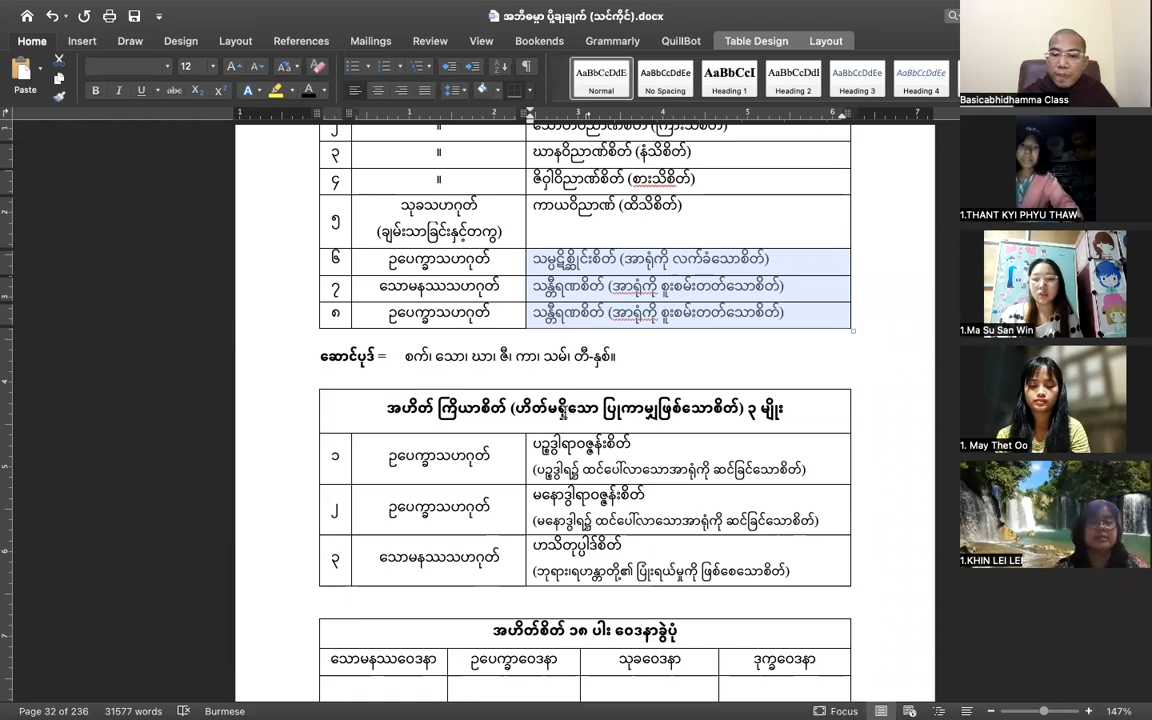 အဘိဓမ္မာ ပို့ချချက် (သင်ကိုင်).docx
Home Insert Draw Design Layout References Mailings Review View Bookends Grammarly QuillBot Table Design Layout
Paste
12
AaBbCcDdE AaBbCcDdEe AaBbCcI AaBbCcDdI AaBbCcDdEe AaBbCcDdEe
Normal No Spacing Heading 1 Heading 2 Heading 3 Heading 4
၂ ။ သောတဝိညာဏ်စိတ် (ကြားသိစိတ်)
၃ ။ ဃာနဝိညာဏ်စိတ် (နံသိစိတ်)
၄ ။ ဇိဝှါဝိညာဏ်စိတ် (စားသိစိတ်)
၅ သုခသဟဂုတ် ကာယဝိညာဏ် (ထိသိစိတ်)
(ချမ်းသာခြင်းနှင့်တကွ)
၆ ဥပေက္ခာသဟဂုတ် သမ္ပဋိစ္ဆိုင်းစိတ် (အာရုံကို လက်ခံသောစိတ်)
၇ သောမနဿသဟဂုတ် သန္တီရဏစိတ် (အာရုံကို စူးစမ်းတတ်သောစိတ်)
၈ ဥပေက္ခာသဟဂုတ် သန္တီရဏစိတ် (အာရုံကို စူးစမ်းတတ်သောစိတ်)
ဆောင်ပုဒ် = စက်၊ သော၊ ဃာ၊ ဇီ၊ ကာ၊ သမ်၊ တီ-နှစ်။
အဟိတ် ကြိယာစိတ် (ဟိတ်မရှိသော ပြုကာမျှဖြစ်သောစိတ်) ၃ မျိုး
၁ ဥပေက္ခာသဟဂုတ် ပဉ္စဒွါရာဝဇ္ဇန်းစိတ်
(ပဉ္စဒွါရ၌ ထင်ပေါ်လာသောအာရုံကို ဆင်ခြင်သောစိတ်)
၂ ဥပေက္ခာသဟဂုတ် မနောဒွါရာဝဇ္ဇန်းစိတ်
(မနောဒွါရ၌ ထင်ပေါ်လာသောအာရုံကို ဆင်ခြင်သောစိတ်)
၃ သောမနဿသဟဂုတ် ဟသိတုပ္ပါဒ်စိတ်
(ဘုရား၊ရဟန္တာတို့၏ ပြုံးရယ်မှုကို ဖြစ်စေသောစိတ်)
အဟိတ်စိတ် ၁၈ ပါး ဝေဒနာခွဲပုံ
သောမနဿဝေဒနာ ဥပေက္ခာဝေဒနာ သုခဝေဒနာ ဒုက္ခဝေဒနာ
Page 32 of 236 31577 words Burmese Focus 147%
Basicabhidhamma Class
1.THANT KYI PHYU THAW
1.Ma Su San Win
1. May Thet Oo
1.KHIN LEI LEI